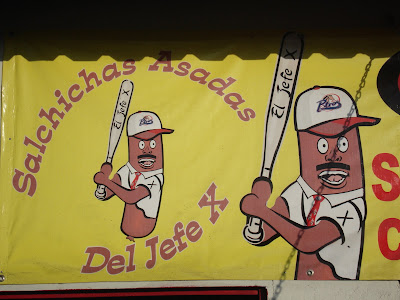 Salchichas Asadas
El Jefe X
Del Jefe X
X
El Jefe X
X
S
C